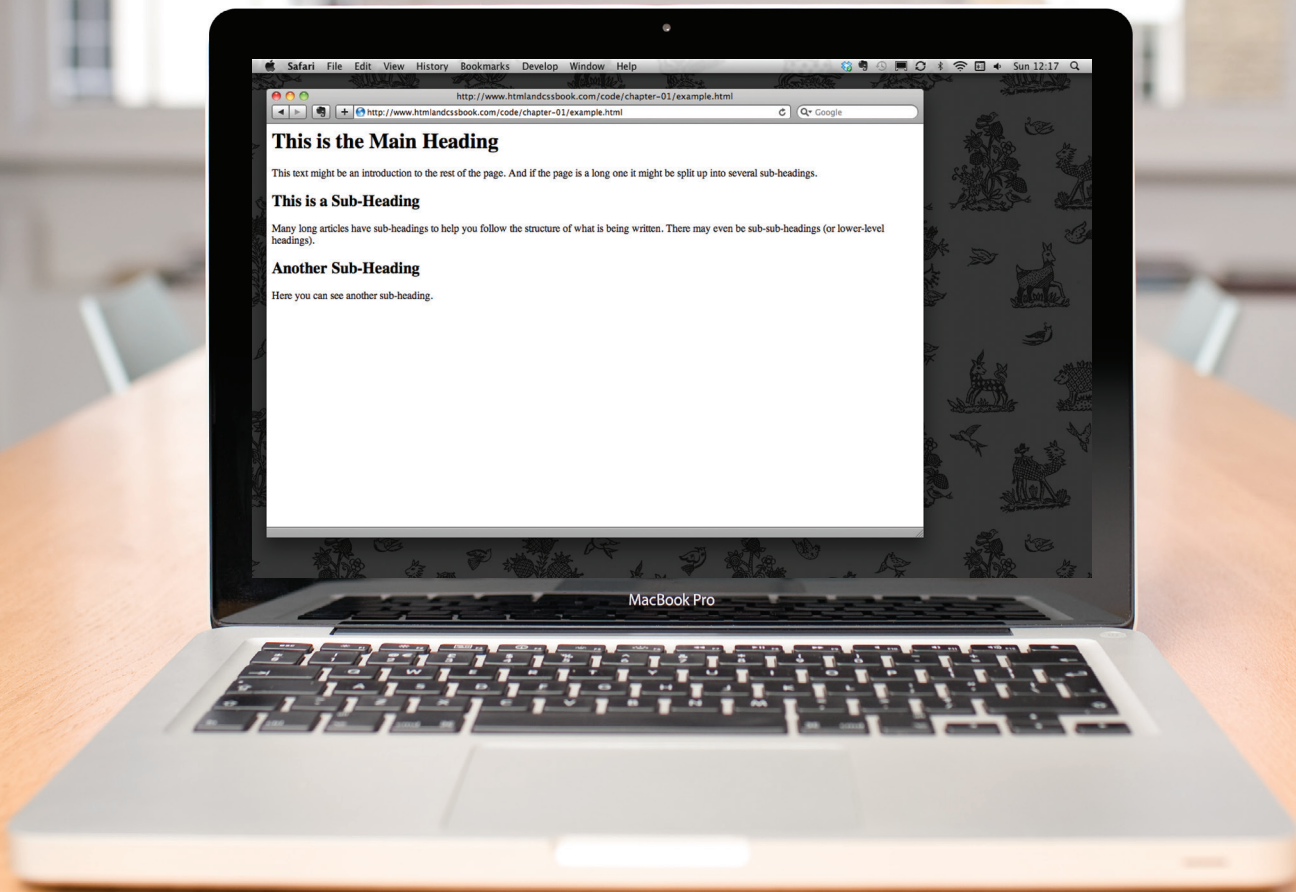 Safari File Edit View History Bookmarks Develop Window Help Sun 12:17
http://www.htmlandcssbook.com/code/chapter-01/example.html
http://www.htmlandcssbook.com/code/chapter-01/example.html Google
This is the Main Heading
This text might be an introduction to the rest of the page. And if the page is a long one it might be split up into several sub-headings.
This is a Sub-Heading
Many long articles have sub-headings to help you follow the structure of what is being written. There may even be sub-sub-headings (or lower-level
headings).
Another Sub-Heading
Here you can see another sub-heading.
MacBook Pro
Q W E R T Y U I O P
A S D F G H J K L
Z X C V B N M